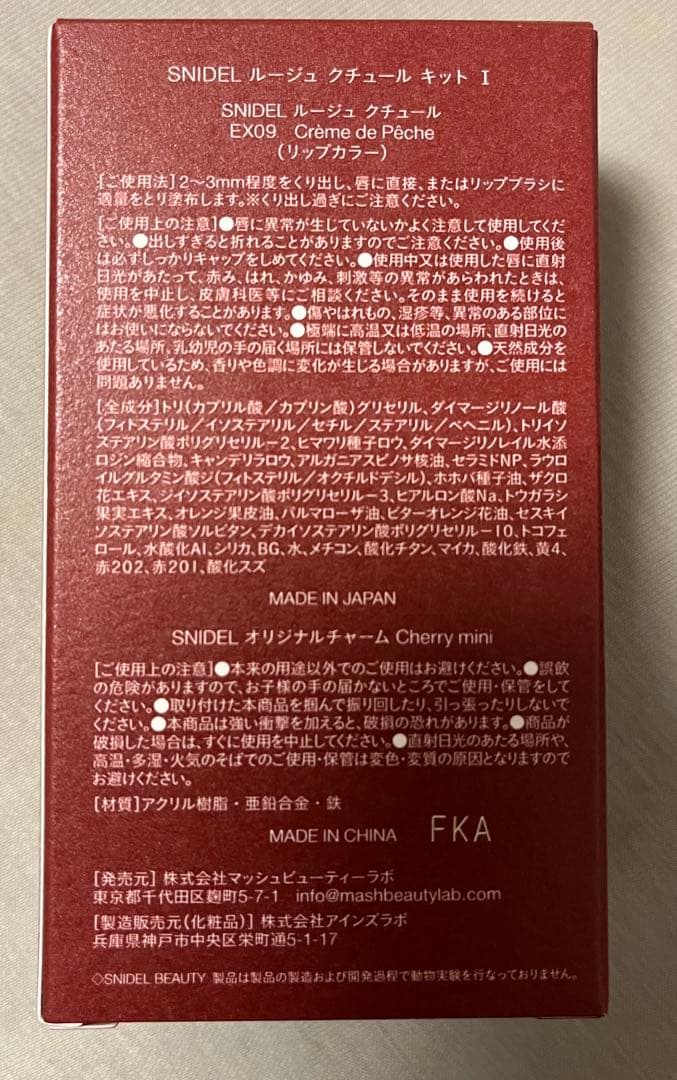 SNIDEL ルージュ クチュール キット I
SNIDEL ルージュ クチュール
EX09 Crème de Pêche
(リップカラー)
[ご使用法]2〜3mm程度をくり出し、唇に直接、またはリップブラシに
適量をとり塗布します。※くり出し過ぎにご注意ください。
[ご使用上の注意]●唇に異常が生じていないかよく注意して使用してくだ
さい。●出しすぎると折れることがありますのでご注意ください。●使用後
は必ずしっかりキャップをしめてください。●使用中又は使用した唇に直射
日光があたって、赤み、はれ、かゆみ、刺激等の異常があらわれたときは、
使用を中止し、皮膚科医等にご相談ください。そのまま使用を続けると
症状が悪化することがあります。●傷やはれもの、湿疹等、異常のある部位に
はお使いにならないでください。●極端に高温又は低温の場所、直射日光の
あたる場所、乳幼児の手の届く場所には保管しないでください。●天然成分を
使用しているため、香りや色調に変化が生じる場合がありますが、ご使用には
問題ありません。
[全成分]トリ(カプリル酸/カプリン酸)グリセリル、ダイマージリノール酸
(フィトステリル/イソステアリル/セチル/ステアリル/ベヘニル)、トリイソ
ステアリン酸ポリグリセリル-2、ヒマワリ種子ロウ、ダイマージリノレイル水添
ロジン縮合物、キャンデリラロウ、アルガニアスピノサ核油、セラミドNP、ラウロ
イルグルタミン酸ジ(フィトステリル/オクチルドデシル)、ホホバ種子油、ザクロ
花エキス、ジイソステアリン酸ポリグリセリル-3、ヒアルロン酸Na、トウガラシ
果実エキス、オレンジ果皮油、パルマローザ油、ビターオレンジ花油、セスキイ
ソステアリン酸ソルビタン、デカイソステアリン酸ポリグリセリル-10、トコフェ
ロール、水酸化Al、シリカ、BG、水、メチコン、酸化チタン、マイカ、酸化鉄、黄4、
赤202、赤201、酸化スズ
MADE IN JAPAN
SNIDEL オリジナルチャーム Cherry mini
[ご使用上の注意]●本来の用途以外でのご使用はお避けください。●誤飲
の危険がありますので、お子様の手の届かないところでご使用・保管をして
ください。●取り付けた本商品を掴んで振り回したり、引っ張ったりしないで
ください。●本商品は強い衝撃を加えると、破損の恐れがあります。●商品が
破損した場合は、すぐに使用を中止してください。●直射日光のあたる場所や、
高温・多湿・火気のそばでのご使用・保管は変色・変質の原因となりますので
お避けください。
[材質]アクリル樹脂・亜鉛合金・鉄
MADE IN CHINA FKA
[発売元] 株式会社マッシュビューティーラボ
東京都千代田区麹町5-7-1 info@mashbeautylab.com
[製造販売元(化粧品)] 株式会社アインズラボ
兵庫県神戸市中央区栄町通5-1-17
◇SNIDEL BEAUTY 製品は製品の製造および開発過程で動物実験を行なっておりません。